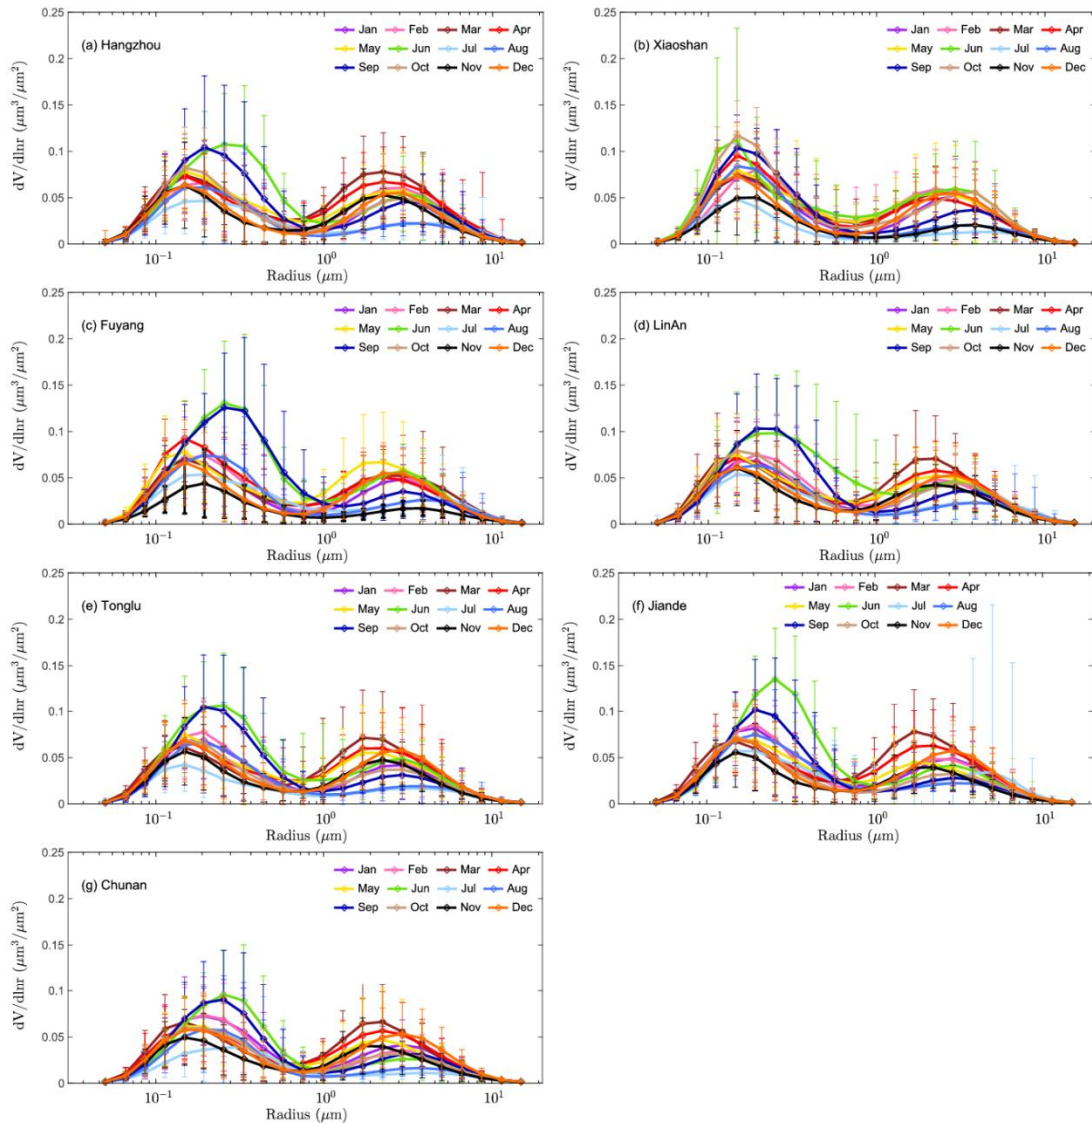 dV/dlnr (μm³/μm²)
0.25
0.2
0.15
0.1
0.05
0
(a) Hangzhou
Jan Feb Mar Apr
May Jun Jul Aug
Sep Oct Nov Dec
10⁻¹ 10⁰ 10¹
Radius (μm)
dV/dlnr (μm³/μm²)
0.25
0.2
0.15
0.1
0.05
0
(b) Xiaoshan
Jan Feb Mar Apr
May Jun Jul Aug
Sep Oct Nov Dec
10⁻¹ 10⁰ 10¹
Radius (μm)
dV/dlnr (μm³/μm²)
0.25
0.2
0.15
0.1
0.05
0
(c) Fuyang
Jan Feb Mar Apr
May Jun Jul Aug
Sep Oct Nov Dec
10⁻¹ 10⁰ 10¹
Radius (μm)
dV/dlnr (μm³/μm²)
0.25
0.2
0.15
0.1
0.05
0
(d) LinAn
Jan Feb Mar Apr
May Jun Jul Aug
Sep Oct Nov Dec
10⁻¹ 10⁰ 10¹
Radius (μm)
dV/dlnr (μm³/μm²)
0.25
0.2
0.15
0.1
0.05
0
(e) Tonglu
Jan Feb Mar Apr
May Jun Jul Aug
Sep Oct Nov Dec
10⁻¹ 10⁰ 10¹
Radius (μm)
dV/dlnr (μm³/μm²)
0.25
0.2
0.15
0.1
0.05
0
(f) Jiande
Jan Feb Mar Apr
May Jun Jul Aug
Sep Oct Nov Dec
10⁻¹ 10⁰ 10¹
Radius (μm)
dV/dlnr (μm³/μm²)
0.25
0.2
0.15
0.1
0.05
0
(g) Chunan
Jan Feb Mar Apr
May Jun Jul Aug
Sep Oct Nov Dec
10⁻¹ 10⁰ 10¹
Radius (μm)